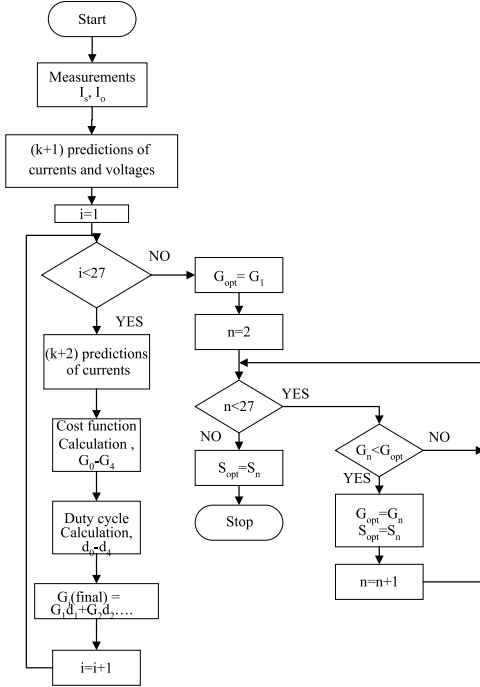 Start
Measurements
Is, Io
(k+1) predictions of
currents and voltages
i=1
i<27
NO
YES
(k+2) predictions
of currents
Cost function
Calculation ,
G0-G4
Duty cycle
Calculation,
d0-d4
Gi(final) =
G1d1+G2d2....
i=i+1
Gopt= G1
n=2
n<27
YES
NO
Sopt=Sn
Stop
Gn<Gopt
NO
YES
Gopt=Gn
Sopt=Sn
n=n+1